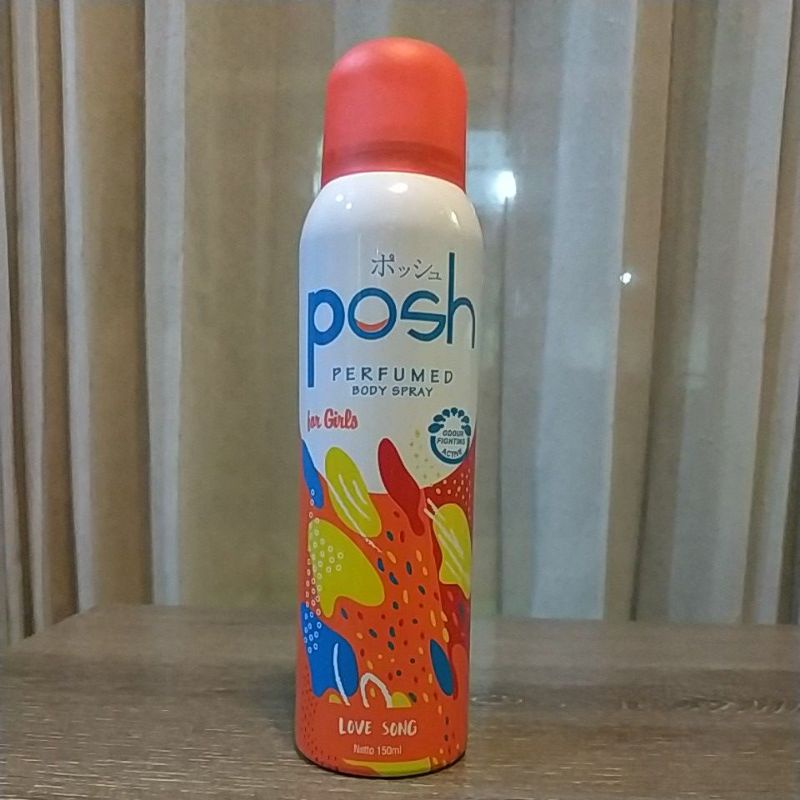 ポッシュ
posh
PERFUMED
BODY SPRAY
for Girls
ODOUR
FIGHTING
ACTIVE
LOVE SONG
Netto 150ml